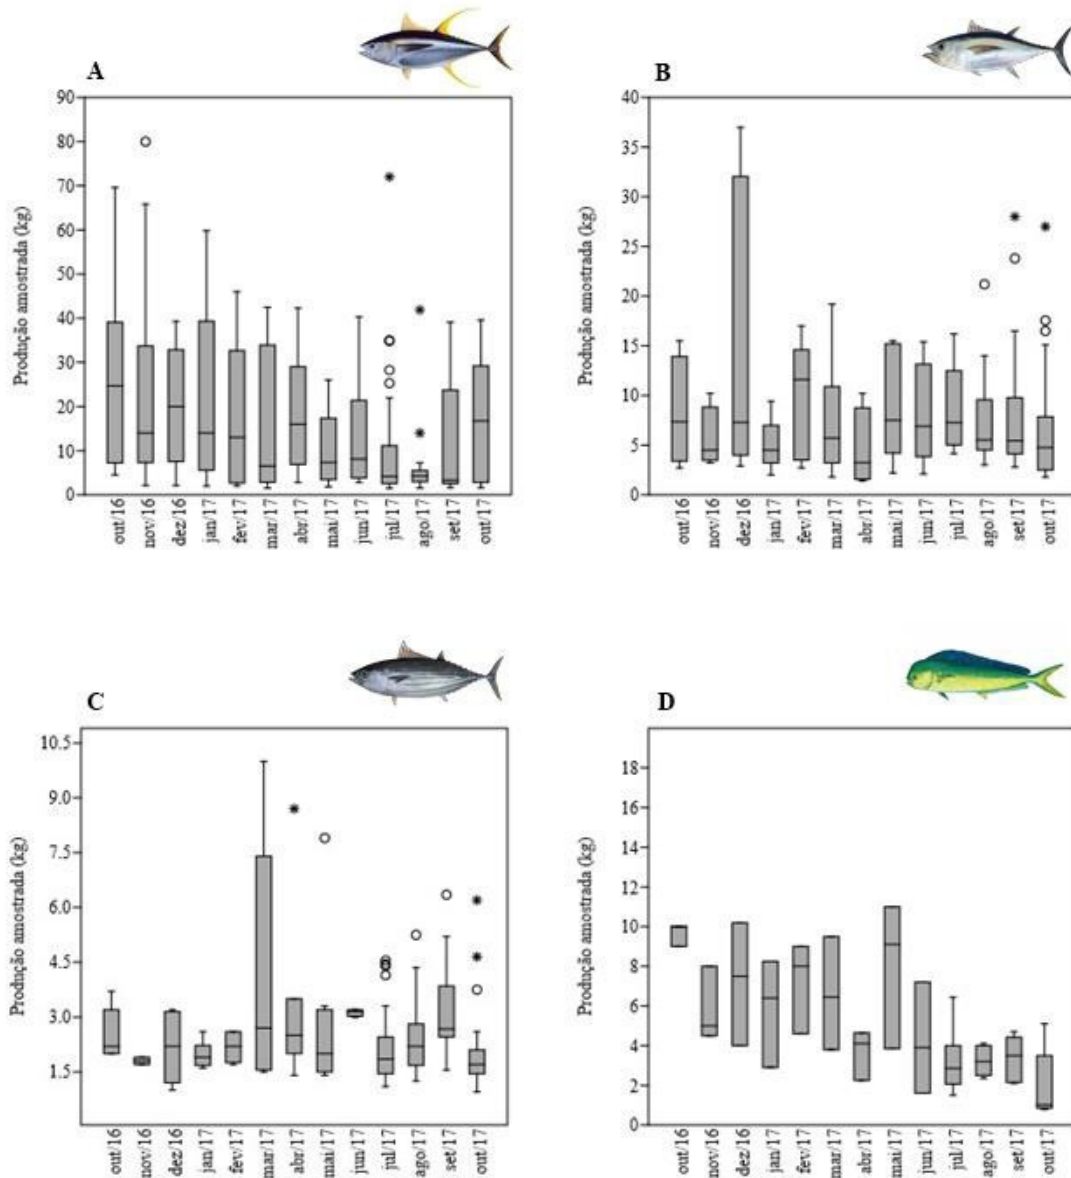 A
Produção amostrada (kg)
90
80
70
60
50
40
30
20
10
0
out/16
nov/16
dez/16
jan/17
fev/17
mar/17
abr/17
mai/17
jun/17
jul/17
ago/17
set/17
out/17
B
Produção amostrada (kg)
40
35
30
25
20
15
10
5
0
out/16
nov/16
dez/16
jan/17
fev/17
mar/17
abr/17
mai/17
jun/17
jul/17
ago/17
set/17
out/17
C
Produção amostrada (kg)
10.5
9.0
7.5
6.0
4.5
3.0
1.5
out/16
nov/16
dez/16
jan/17
fev/17
mar/17
abr/17
mai/17
jun/17
jul/17
ago/17
set/17
out/17
D
Produção amostrada (kg)
18
16
14
12
10
8
6
4
2
0
out/16
nov/16
dez/16
jan/17
fev/17
mar/17
abr/17
mai/17
jun/17
jul/17
ago/17
set/17
out/17